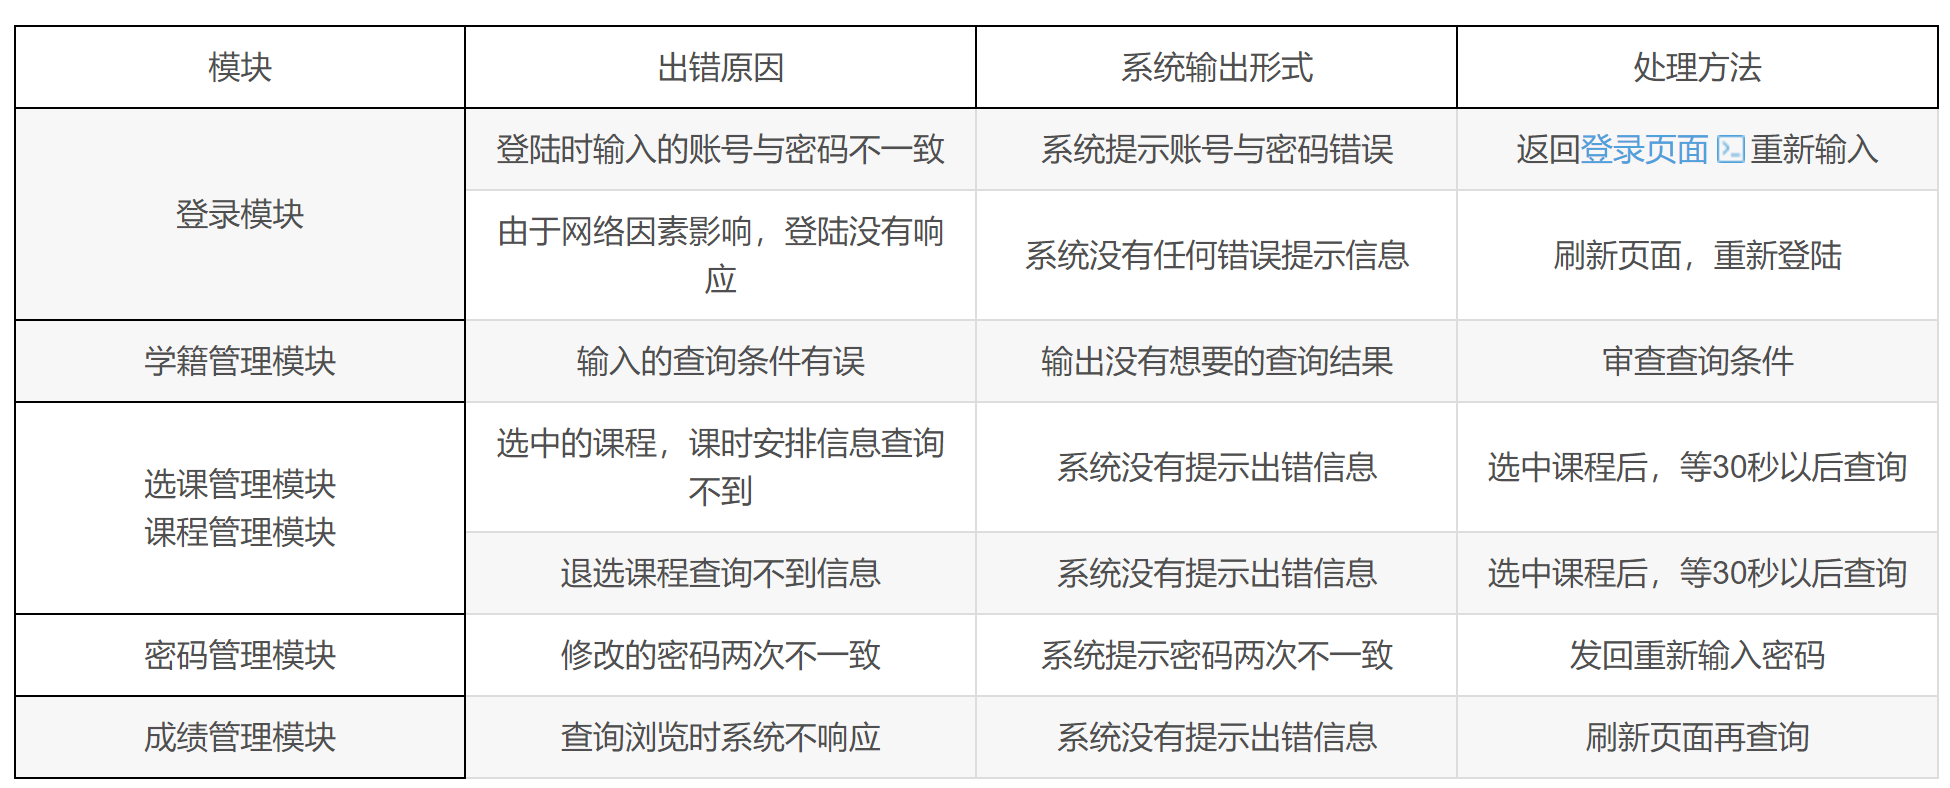 模块 出错原因 系统输出形式 处理方法
登录模块
登陆时输入的账号与密码不一致 系统提示账号与密码错误 返回登录页面 重新输入
由于网络因素影响，登陆没有响
应
系统没有任何错误提示信息 刷新页面，重新登陆
学籍管理模块 输入的查询条件有误 输出没有想要的查询结果 审查查询条件
选课管理模块
课程管理模块
选中的课程，课时安排信息查询
不到
系统没有提示出错信息 选中课程后，等30秒以后查询
退选课程查询不到信息 系统没有提示出错信息 选中课程后，等30秒以后查询
密码管理模块 修改的密码两次不一致 系统提示密码两次不一致 发回重新输入密码
成绩管理模块 查询浏览时系统不响应 系统没有提示出错信息 刷新页面再查询